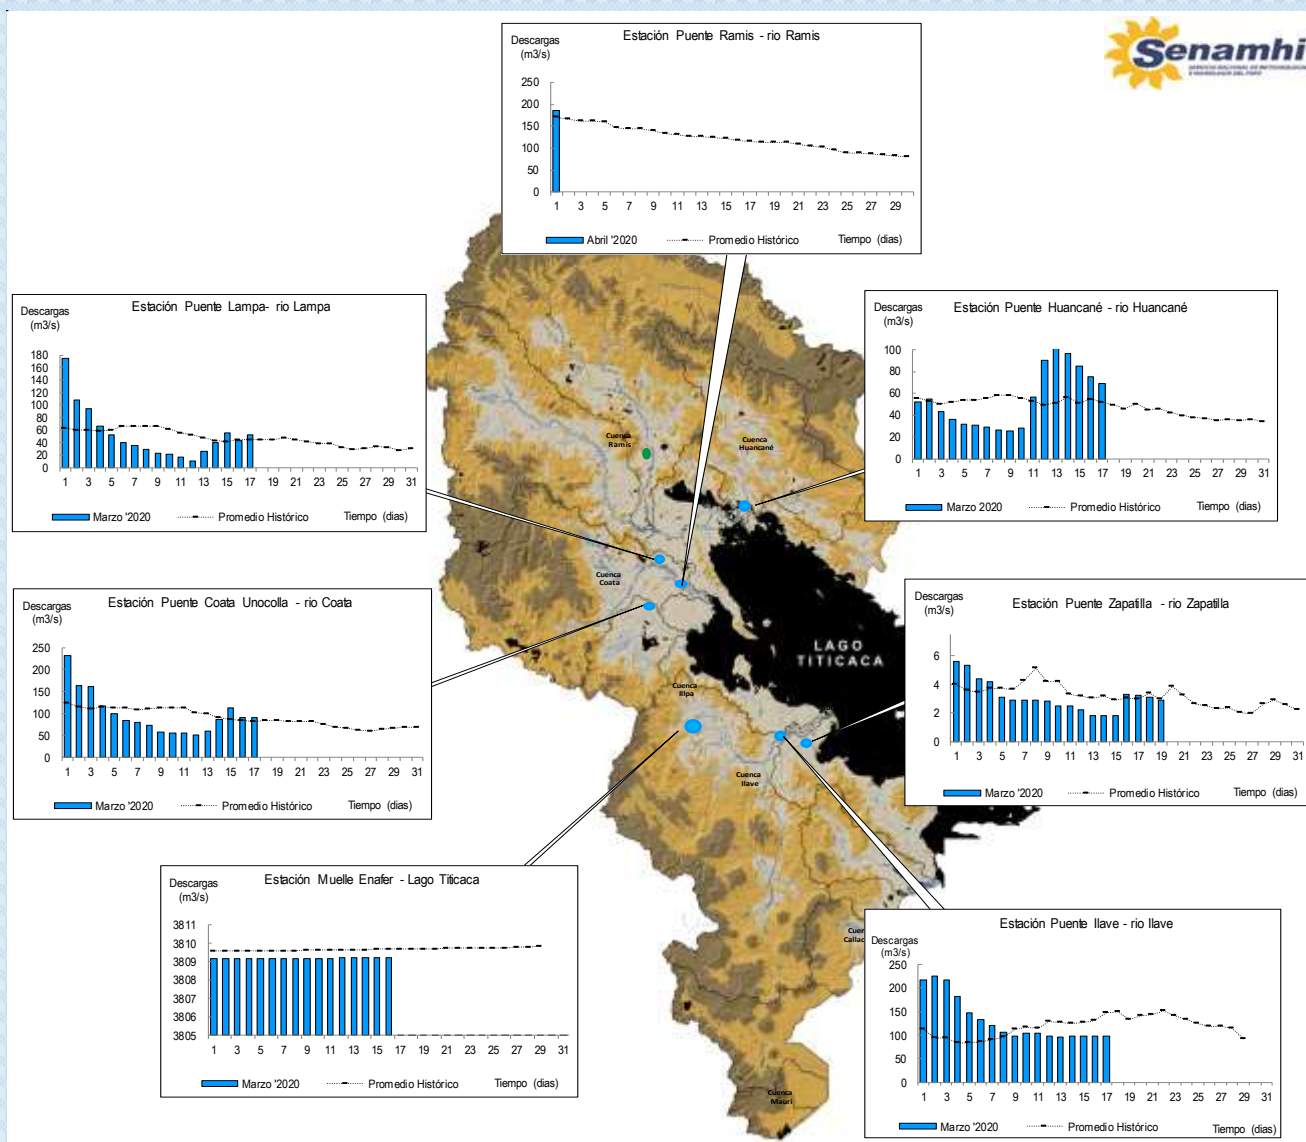 Senamhi
SERVICIO NACIONAL DE METEOROLOGIA
E HIDROLOGIA DEL PERÚ
Estación Puente Ramis - rio Ramis
Descargas
(m3/s)
250
200
150
100
50
0
1 3 5 7 9 11 13 15 17 19 21 23 25 27 29
Abril '2020 Promedio Histórico Tiempo (dias)
Estación Puente Lampa- rio Lampa
Descargas
(m3/s)
180
160
140
120
100
80
60
40
20
0
1 3 5 7 9 11 13 15 17 19 21 23 25 27 29 31
Marzo '2020 Promedio Histórico Tiempo (dias)
Estación Puente Huancané - rio Huancané
Descargas
(m3/s)
100
80
60
40
20
0
1 3 5 7 9 11 13 15 17 19 21 23 25 27 29 31
Marzo 2020 Promedio Histórico Tiempo (dias)
Cuenca
Ramis
Cuenca
Huancané
Cuenca
Coata
LAGO
TITICACA
Cuenca
Illpa
Cuenca
Ilave
Cuenca
Mauri
Estación Puente Coata Unocolla - rio Coata
Descargas
(m3/s)
250
200
150
100
50
0
1 3 5 7 9 11 13 15 17 19 21 23 25 27 29 31
Marzo '2020 Promedio Histórico Tiempo (dias)
Estación Puente Zapatilla - rio Zapatilla
Descargas
(m3/s)
6
4
2
0
1 3 5 7 9 11 13 15 17 19 21 23 25 27 29 31
Marzo '2020 Promedio Histórico Tiempo (dias)
Estación Muelle Enafer - Lago Titicaca
Descargas
(m3/s)
3811
3810
3809
3808
3807
3806
3805
1 3 5 7 9 11 13 15 17 19 21 23 25 27 29 31
Marzo '2020 Promedio Histórico Tiempo (dias)
Estación Puente Ilave - rio Ilave
Descargas
(m3/s)
250
200
150
100
50
0
1 3 5 7 9 11 13 15 17 19 21 23 25 27 29 31
Marzo '2020 Promedio Histórico Tiempo (dias)